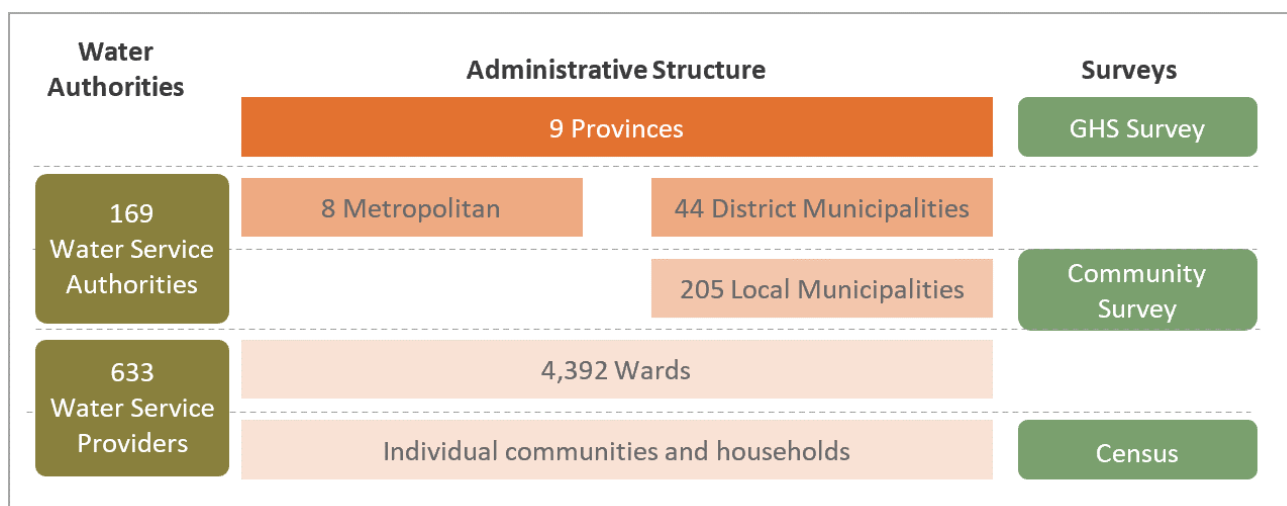 Water
Authorities
Administrative Structure
Surveys
9 Provinces
GHS Survey
169
Water Service
Authorities
8 Metropolitan
44 District Municipalities
205 Local Municipalities
Community
Survey
633
Water Service
Providers
4,392 Wards
Individual communities and households
Census